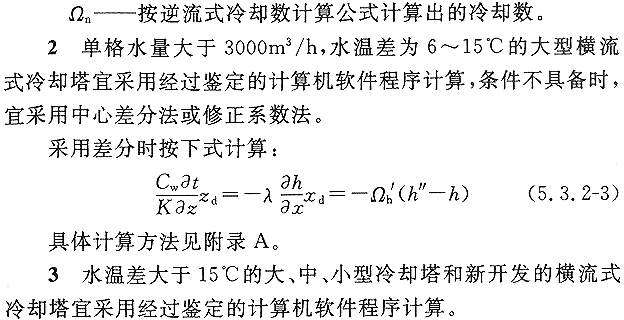 Ωn——按逆流式冷却数计算公式计算出的冷却数。
2 单格水量大于 3000m³/h,水温差为 6～15℃的大型横流
式冷却塔宜采用经过鉴定的计算机软件程序计算,条件不具备时,
宜采用中心差分法或修正系数法。
采用差分时按下式计算:
\frac{C_w∂t}{K∂z}z_d=-λ\frac{∂h}{∂x}x_d=-Ω_h′(h″-h) (5.3.2-3)
具体计算方法见附录 A。
3 水温差大于 15℃的大、中、小型冷却塔和新开发的横流式
冷却塔宜采用经过鉴定的计算机软件程序计算。